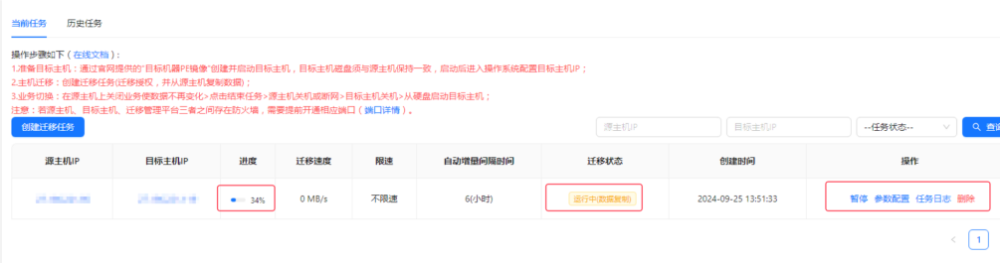 当前任务 历史任务
操作步骤如下（在线文档）：
1.准备目标主机：通过官网提供的“目标机器PE镜像”创建并启动目标主机，目标主机磁盘须与源主机保持一致，启动后进入操作系统配置目标主机IP；
2.主机迁移：创建迁移任务(迁移授权，并从源主机复制数据)；
3.业务切换：在源主机上关闭业务使数据不再变化>点击结束任务>源主机关机或断网>目标主机关机>从硬盘启动目标主机；
注意：若源主机、目标主机、迁移管理平台三者之间存在防火墙，需要提前开通相应端口（端口详情）。
创建迁移任务 源主机IP 目标主机IP --任务状态-- 查询
源主机IP 目标主机IP 进度 迁移速度 限速 自动增量间隔时间 迁移状态 创建时间 操作
34% 0 MB/s 不限速 6(小时) 运行中(数据复制) 2024-09-25 13:51:33 暂停 参数配置 任务日志 删除
< 1